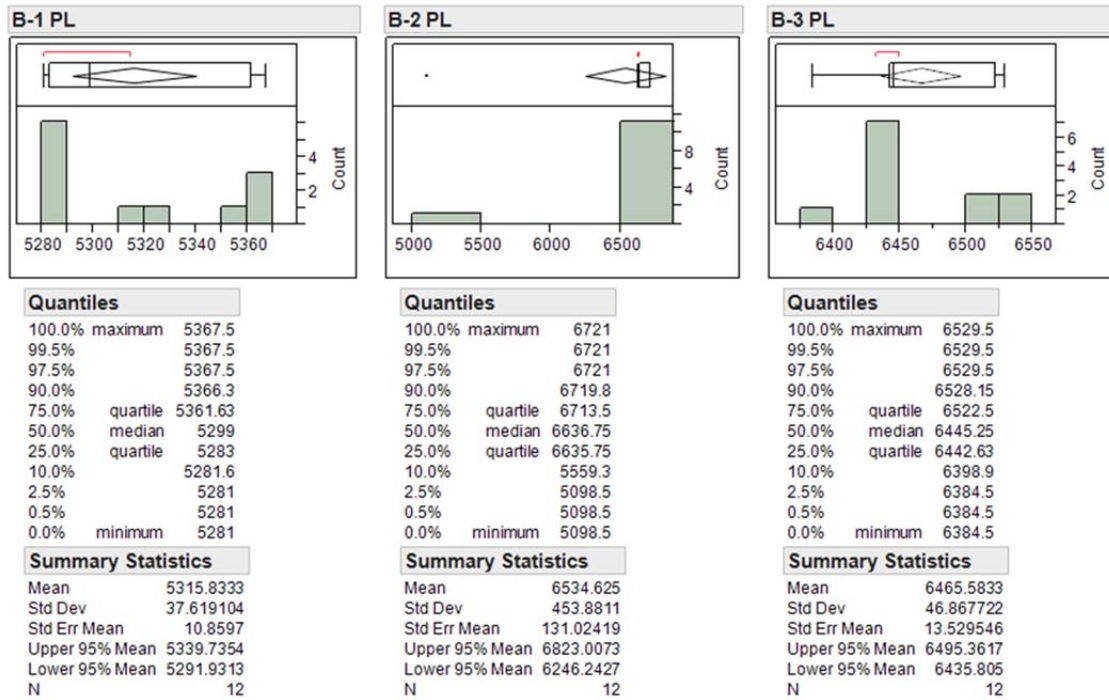 B-1 PL
4
2
Count
5280 5300 5320 5340 5360
Quantiles
100.0% maximum 5367.5
99.5% 5367.5
97.5% 5367.5
90.0% 5366.3
75.0% quartile 5361.63
50.0% median 5299
25.0% quartile 5283
10.0% 5281.6
2.5% 5281
0.5% 5281
0.0% minimum 5281
Summary Statistics
Mean 5315.8333
Std Dev 37.619104
Std Err Mean 10.8597
Upper 95% Mean 5339.7354
Lower 95% Mean 5291.9313
N 12
B-2 PL
8
4
Count
5000 5500 6000 6500
Quantiles
100.0% maximum 6721
99.5% 6721
97.5% 6721
90.0% 6719.8
75.0% quartile 6713.5
50.0% median 6636.75
25.0% quartile 6635.75
10.0% 5559.3
2.5% 5098.5
0.5% 5098.5
0.0% minimum 5098.5
Summary Statistics
Mean 6534.625
Std Dev 453.8811
Std Err Mean 131.02419
Upper 95% Mean 6823.0073
Lower 95% Mean 6246.2427
N 12
B-3 PL
6
4
2
Count
6400 6450 6500 6550
Quantiles
100.0% maximum 6529.5
99.5% 6529.5
97.5% 6529.5
90.0% 6528.15
75.0% quartile 6522.5
50.0% median 6445.25
25.0% quartile 6442.63
10.0% 6398.9
2.5% 6384.5
0.5% 6384.5
0.0% minimum 6384.5
Summary Statistics
Mean 6465.5833
Std Dev 46.867722
Std Err Mean 13.529546
Upper 95% Mean 6495.3617
Lower 95% Mean 6435.805
N 12